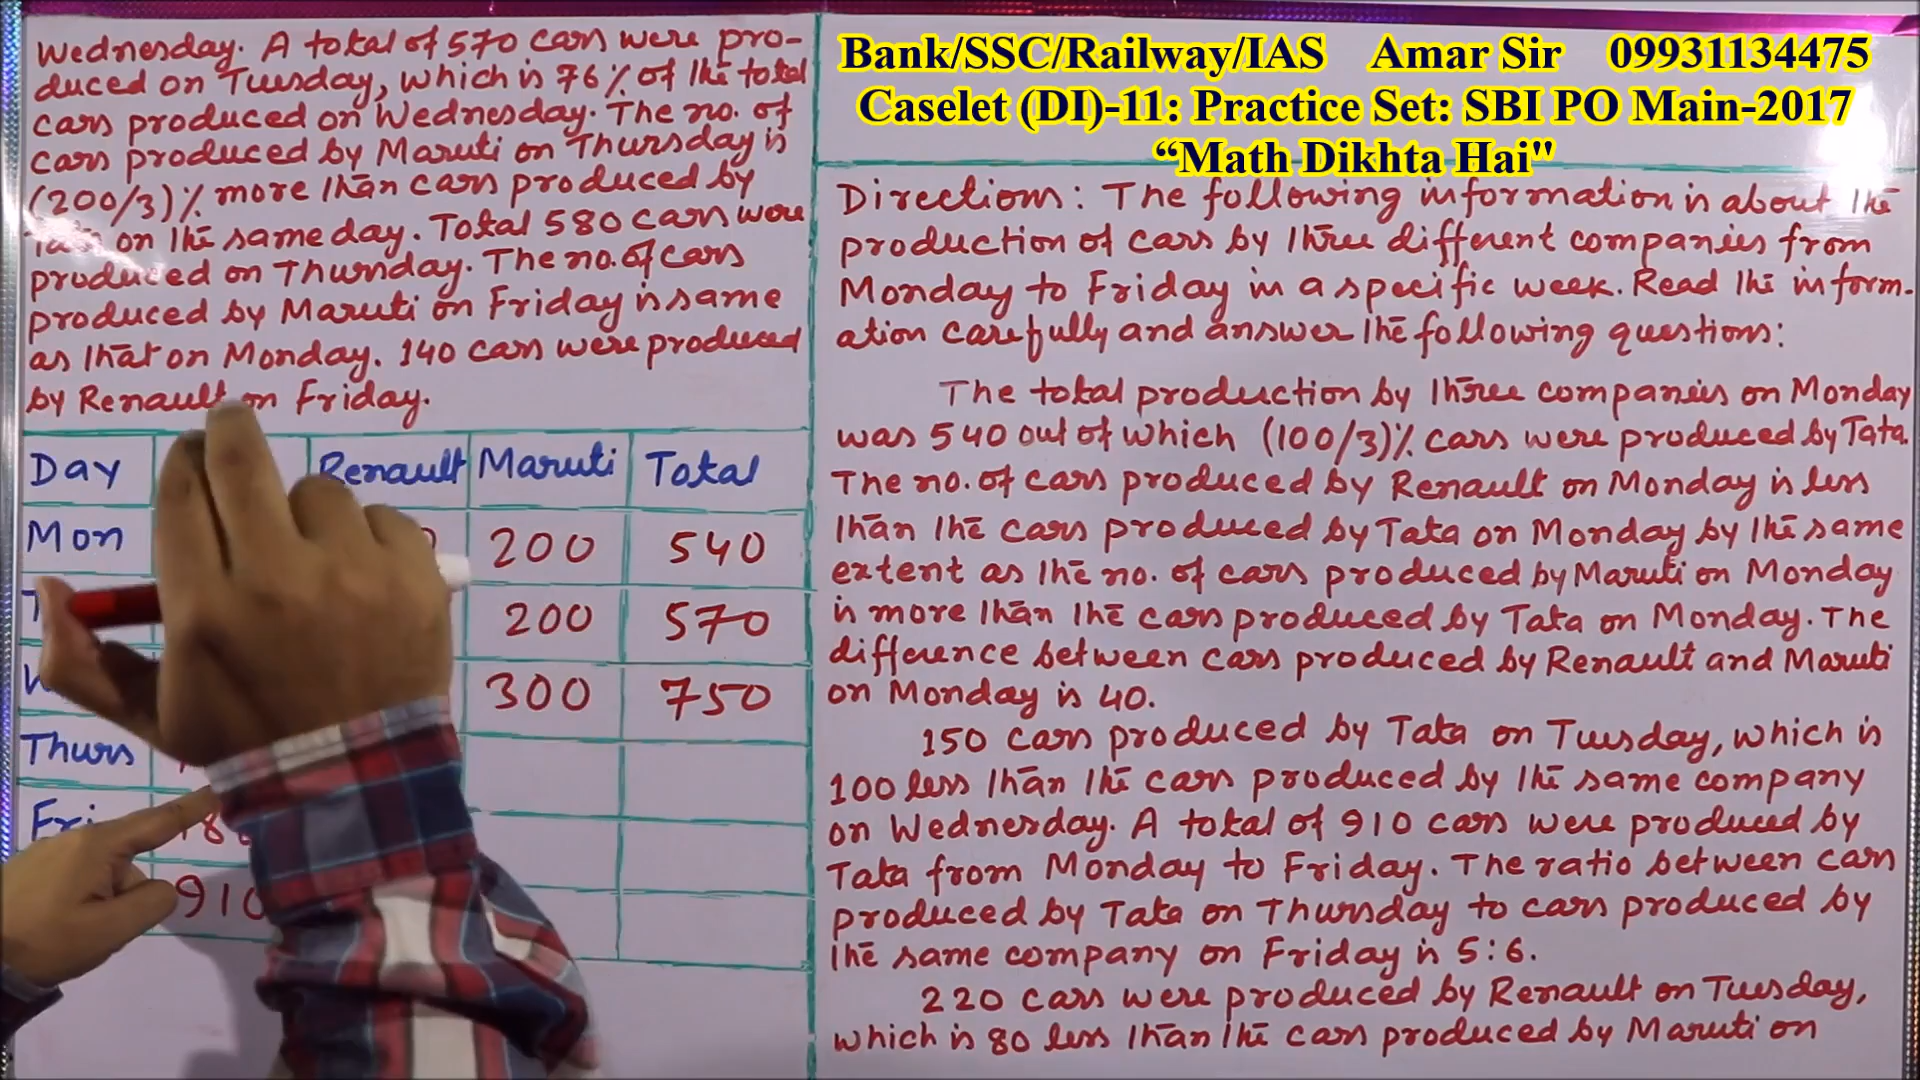 Bank/SSC/Railway/IAS Amar Sir 09931134475
Caselet (DI)-11: Practice Set: SBI PO Main-2017
“Math Dikhta Hai"
Directions: The following information is about the
production of cars by three different companies from
Monday to Friday in a specific week. Read the inform-
ation carefully and answer the following questions:
The total production by three companies on Monday
was 540 out of which (100/3)% cars were produced by Tata.
The no. of cars produced by Renault on Monday is less
than the cars produced by Tata on Monday by the same
extent as the no. of cars produced by Maruti on Monday
is more than the cars produced by Tata on Monday. The
difference between cars produced by Renault and Maruti
on Monday is 40.
150 cars produced by Tata on Tuesday, which is
100 less than the cars produced by the same company
on Wednesday. A total of 910 cars were produced by
Tata from Monday to Friday. The ratio between cars
produced by Tata on Thursday to cars produced by
the same company on Friday is 5:6.
220 cars were produced by Renault on Tuesday,
which is 80 less than the cars produced by Maruti on
Wednesday. A total of 570 cars were pro-
duced on Tuesday, which is 76% of the total
cars produced on Wednesday. The no. of
cars produced by Maruti on Thursday is
(200/3)% more than cars produced by
Tata on the same day. Total 580 cars were
produced on Thursday. The no. of cars
produced by Maruti on Friday is same
as that on Monday. 140 cars were produced
by Renault on Friday.
Day Renault Maruti Total
Mon 200 540
200 570
300 750
Thurs
Fri
910